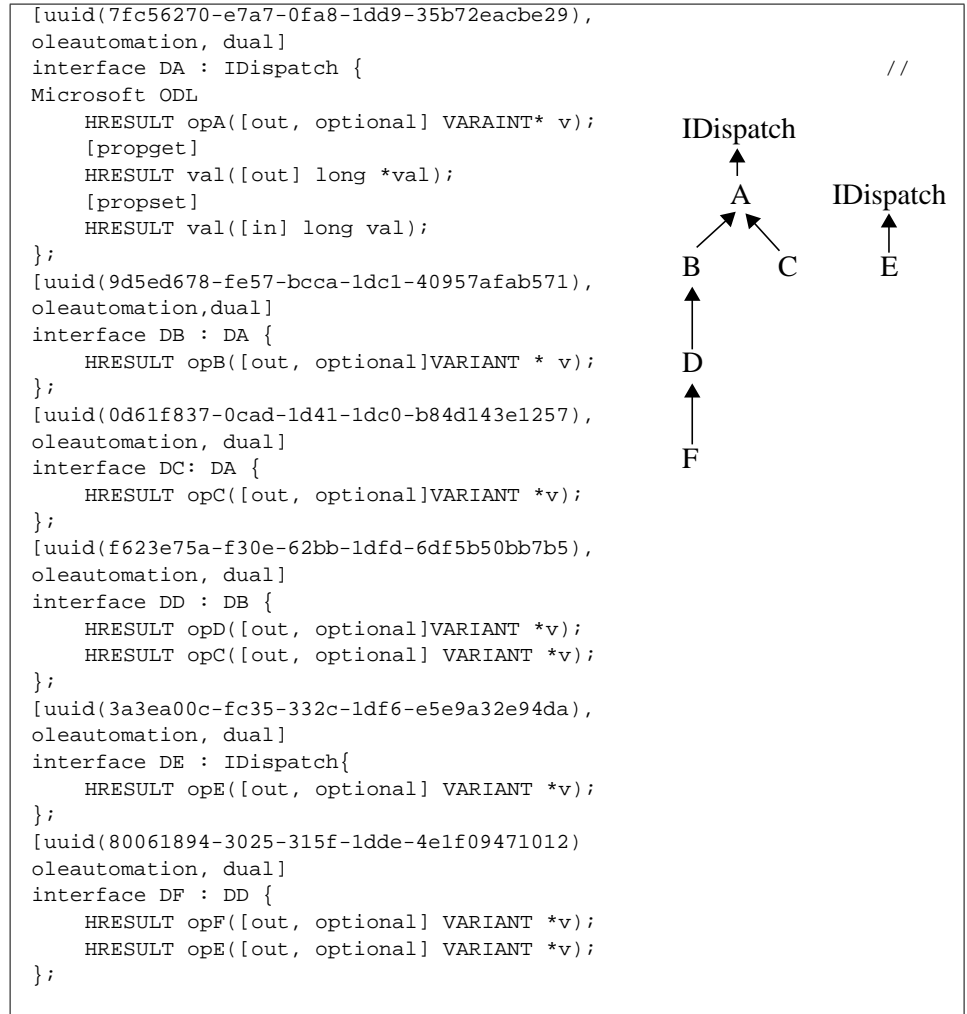 [uuid(7fc56270-e7a7-0fa8-1dd9-35b72eacbe29),
oleautomation, dual]
interface DA : IDispatch { //
Microsoft ODL
HRESULT opA([out, optional] VARAINT* v);
[propget]
HRESULT val([out] long *val);
[propset]
HRESULT val([in] long val);
};
[uuid(9d5ed678-fe57-bcca-1dc1-40957afab571),
oleautomation,dual]
interface DB : DA {
HRESULT opB([out, optional]VARIANT * v);
};
[uuid(0d61f837-0cad-1d41-1dc0-b84d143e1257),
oleautomation, dual]
interface DC: DA {
HRESULT opC([out, optional]VARIANT *v);
};
[uuid(f623e75a-f30e-62bb-1dfd-6df5b50bb7b5),
oleautomation, dual]
interface DD : DB {
HRESULT opD([out, optional]VARIANT *v);
HRESULT opC([out, optional] VARIANT *v);
};
[uuid(3a3ea00c-fc35-332c-1df6-e5e9a32e94da),
oleautomation, dual]
interface DE : IDispatch{
HRESULT opE([out, optional] VARIANT *v);
};
[uuid(80061894-3025-315f-1dde-4e1f09471012)
oleautomation, dual]
interface DF : DD {
HRESULT opF([out, optional] VARIANT *v);
HRESULT opE([out, optional] VARIANT *v);
};
IDispatch
A IDispatch
B C E
D
F